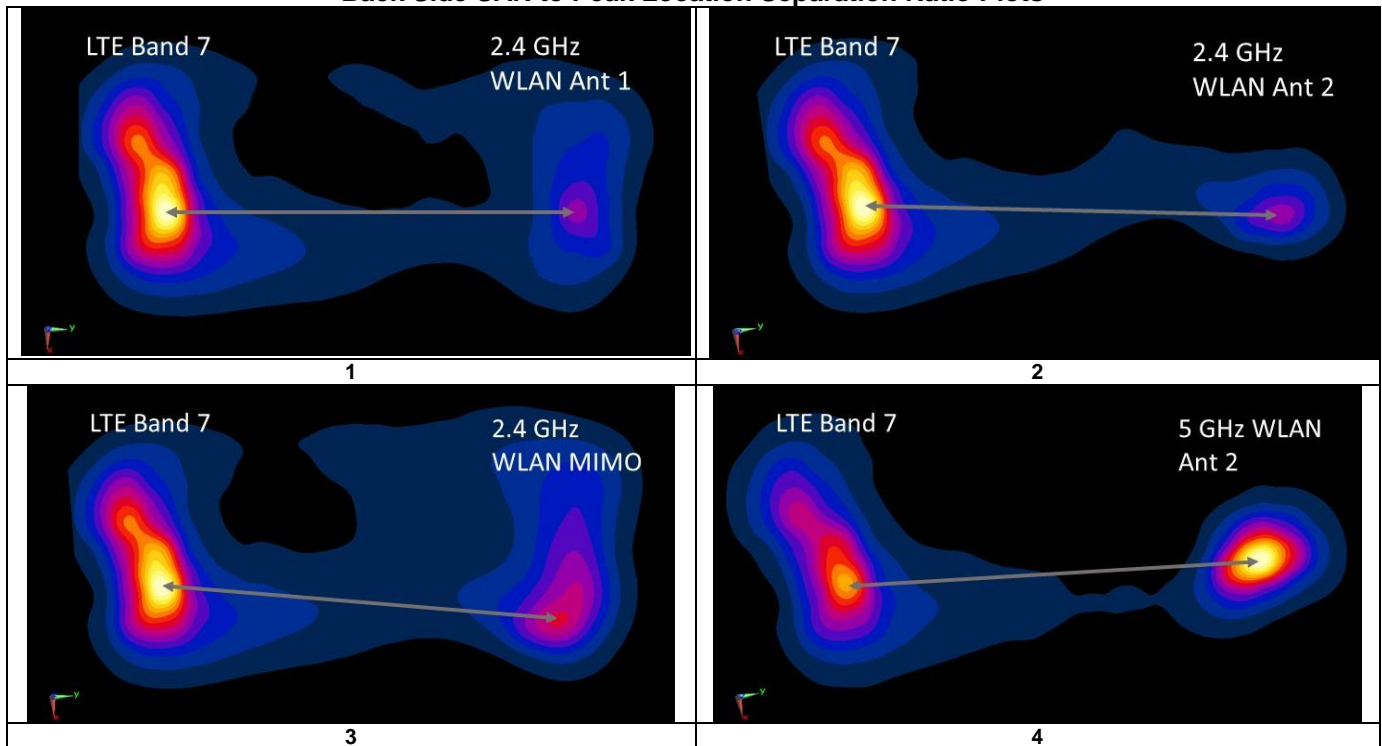 Back Side SAR to Peak Location Separation Ratio Plots
LTE Band 7
2.4 GHz
WLAN Ant 1
Y
X
1
LTE Band 7
2.4 GHz
WLAN Ant 2
Y
X
2
LTE Band 7
2.4 GHz
WLAN MIMO
Y
X
3
LTE Band 7
5 GHz WLAN
Ant 2
Y
X
4